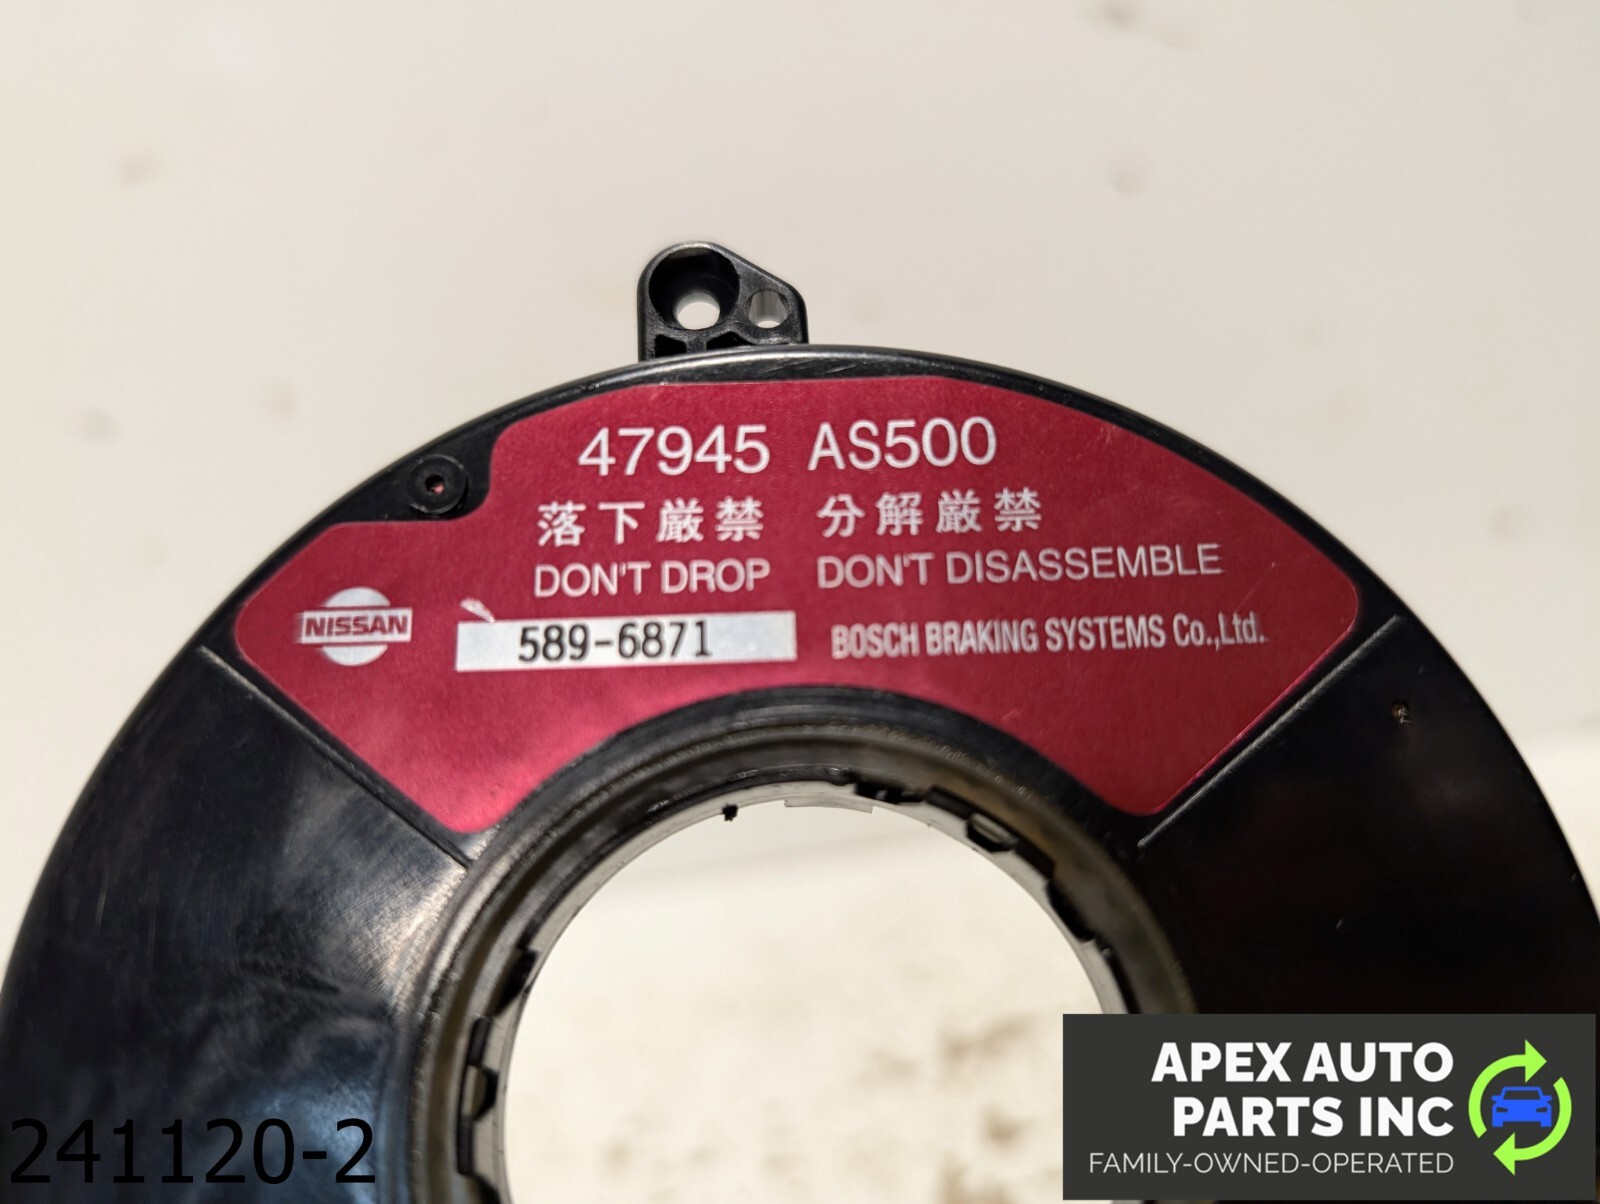 47945 AS500
落下厳禁 分解厳禁
DON'T DROP DON'T DISASSEMBLE
NISSAN
589-6871
BOSCH BRAKING SYSTEMS Co.,Ltd.
241120-2
APEX AUTO
PARTS INC
FAMILY-OWNED-OPERATED